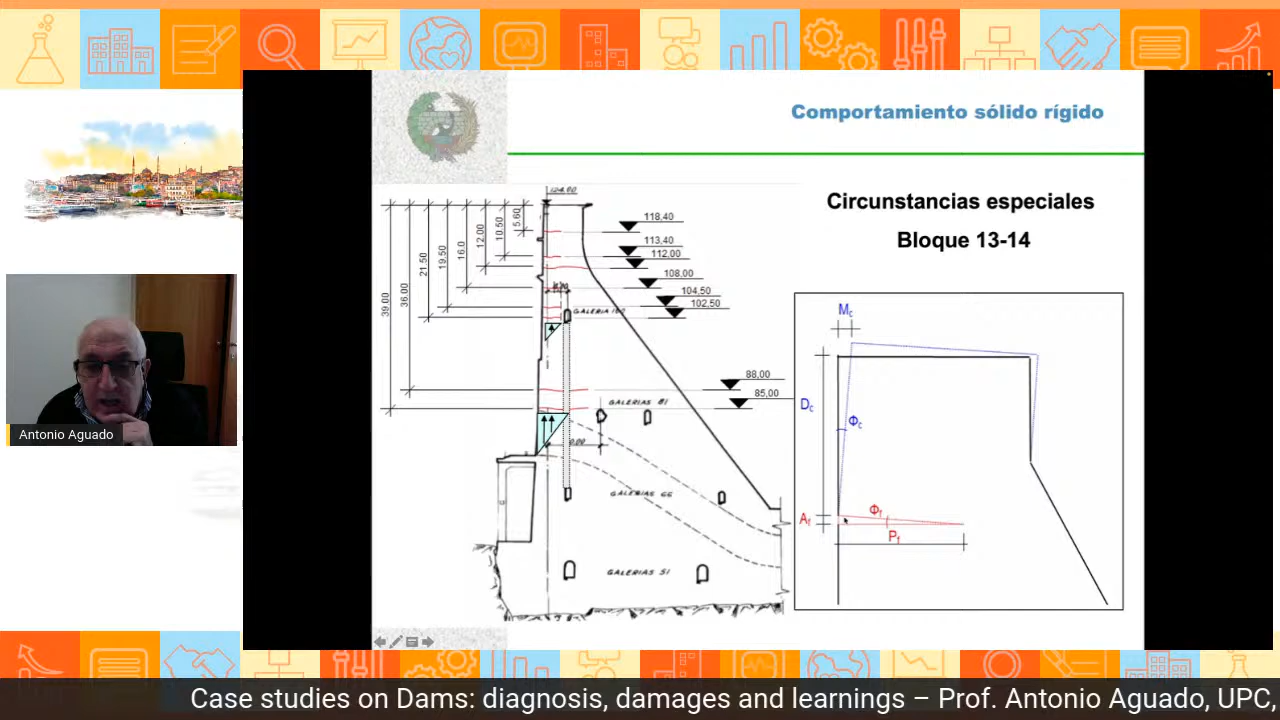 Comportamiento sólido rígido
Circunstancias especiales
Bloque 13-14
124.00
5.60
10.50
12.00
16.0
19.50
21.50
36.00
39.00
118,40
113,40
112,00
108,00
104,50
102,50
88,00
85,00
GALERIA
GALERIAS 81
GALERIAS 66
GALERIAS 51
Mc
Dc
Φc
Af
Φf
Pf
Antonio Aguado
Case studies on Dams: diagnosis, damages and learnings – Prof. Antonio Aguado, UPC,